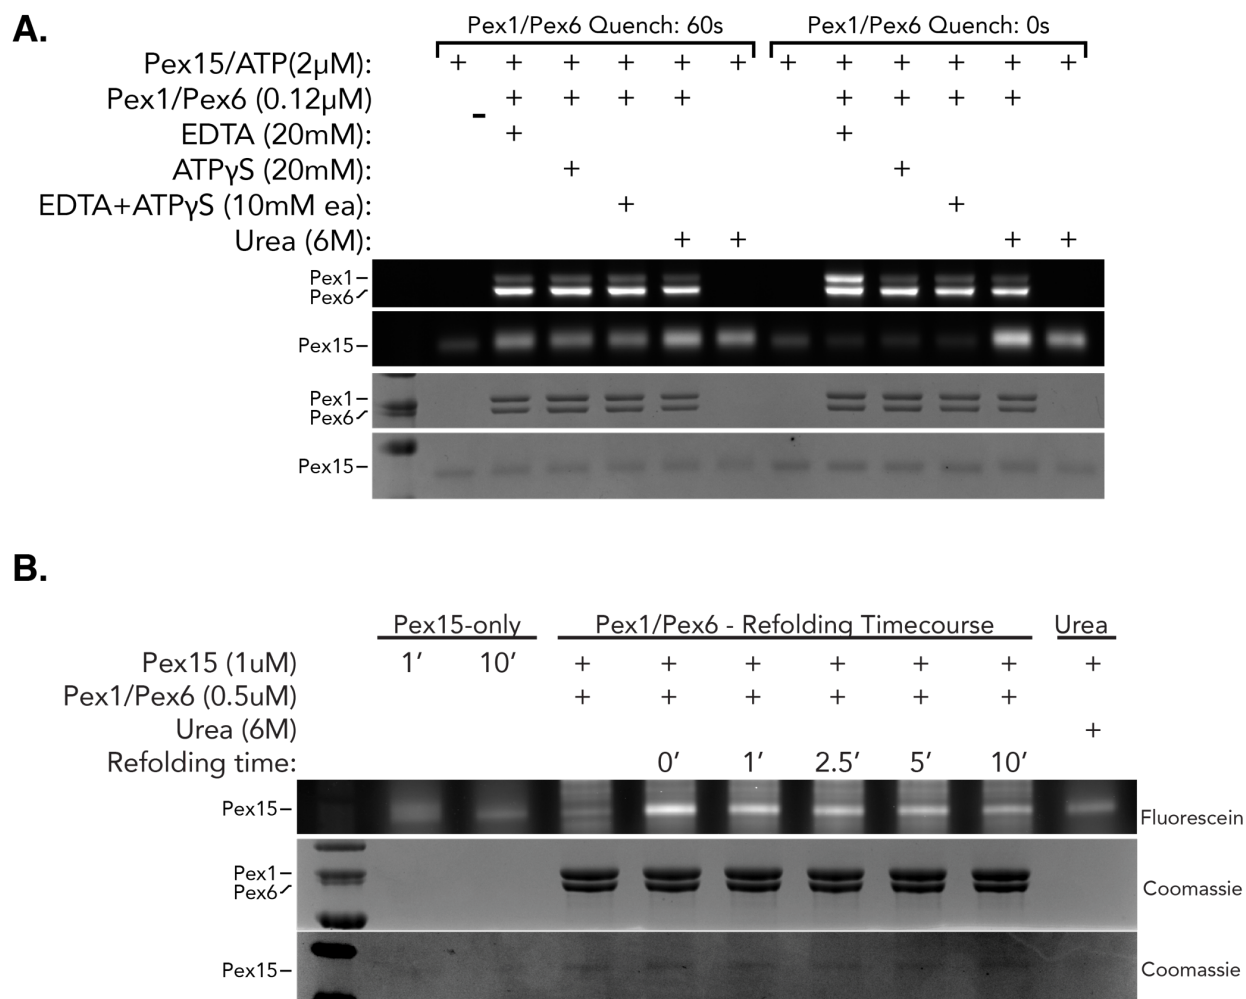 A.
Pex1/Pex6 Quench: 60s Pex1/Pex6 Quench: 0s
Pex15/ATP(2μM): + + + + + + + + + + + +
Pex1/Pex6 (0.12μM) - + + + + + + + +
EDTA (20mM): + +
ATPγS (20mM): + +
EDTA+ATPγS (10mM ea): + +
Urea (6M): + + + +
Pex1
Pex6
Pex15
Pex1
Pex6
Pex15
B.
Pex15-only Pex1/Pex6 - Refolding Timecourse Urea
Pex15 (1uM) 1′ 10′ + + + + + + +
Pex1/Pex6 (0.5uM) + + + + + +
Urea (6M) +
Refolding time: 0′ 1′ 2.5′ 5′ 10′
Pex15 Fluorescein
Pex1
Pex6 Coomassie
Pex15 Coomassie